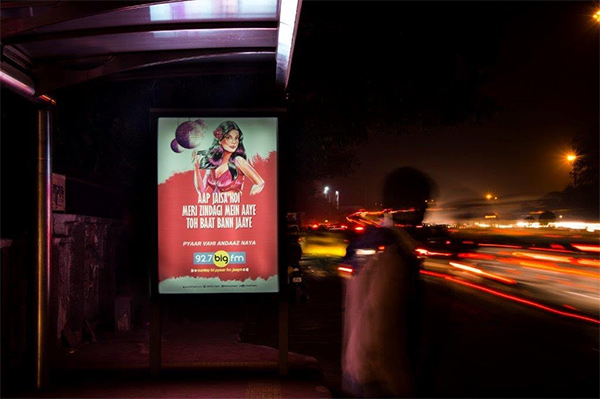 AAP JAISA KOI
MERI ZINDAGI MEIN AAYE
TOH BAAT BANN JAAYE
PYAAR VAHI ANDAAZ NAYA
92.7 big fm